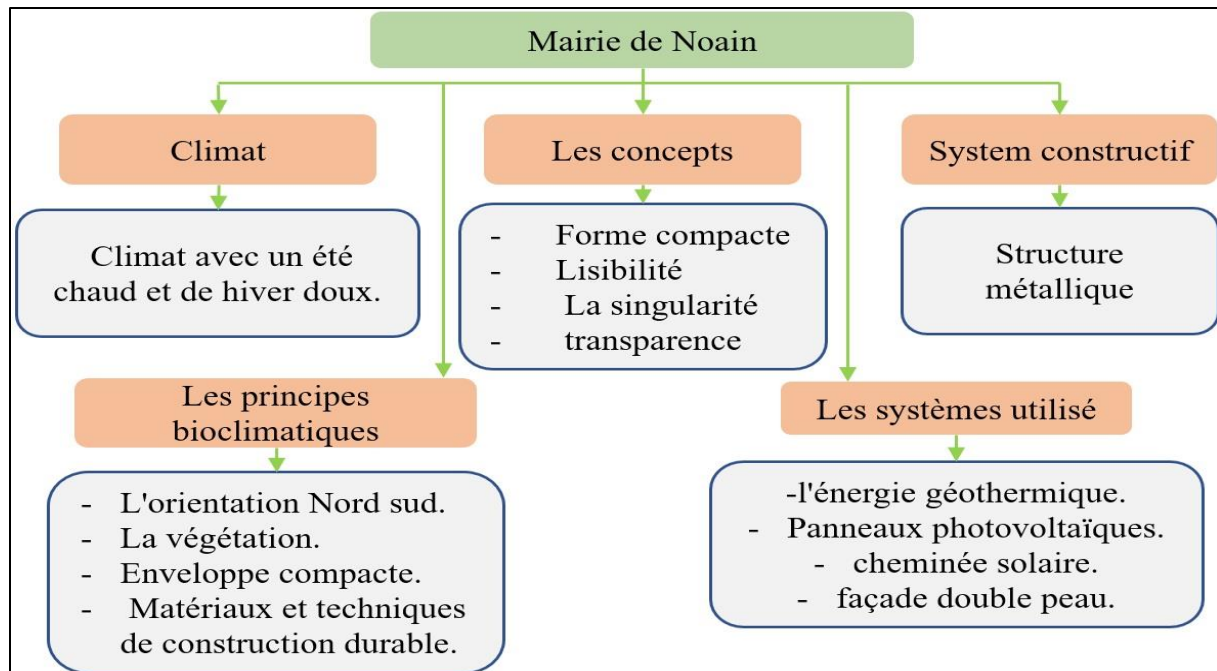 Mairie de Noain
Climat
Les concepts
System constructif
Climat avec un été
chaud et de hiver doux.
- Forme compacte
- Lisibilité
- La singularité
- transparence
Structure
métallique
Les principes
bioclimatiques
Les systèmes utilisé
- L'orientation Nord sud.
- La végétation.
- Enveloppe compacte.
- Matériaux et techniques
de construction durable.
-l'énergie géothermique.
- Panneaux photovoltaïques.
- cheminée solaire.
- façade double peau.